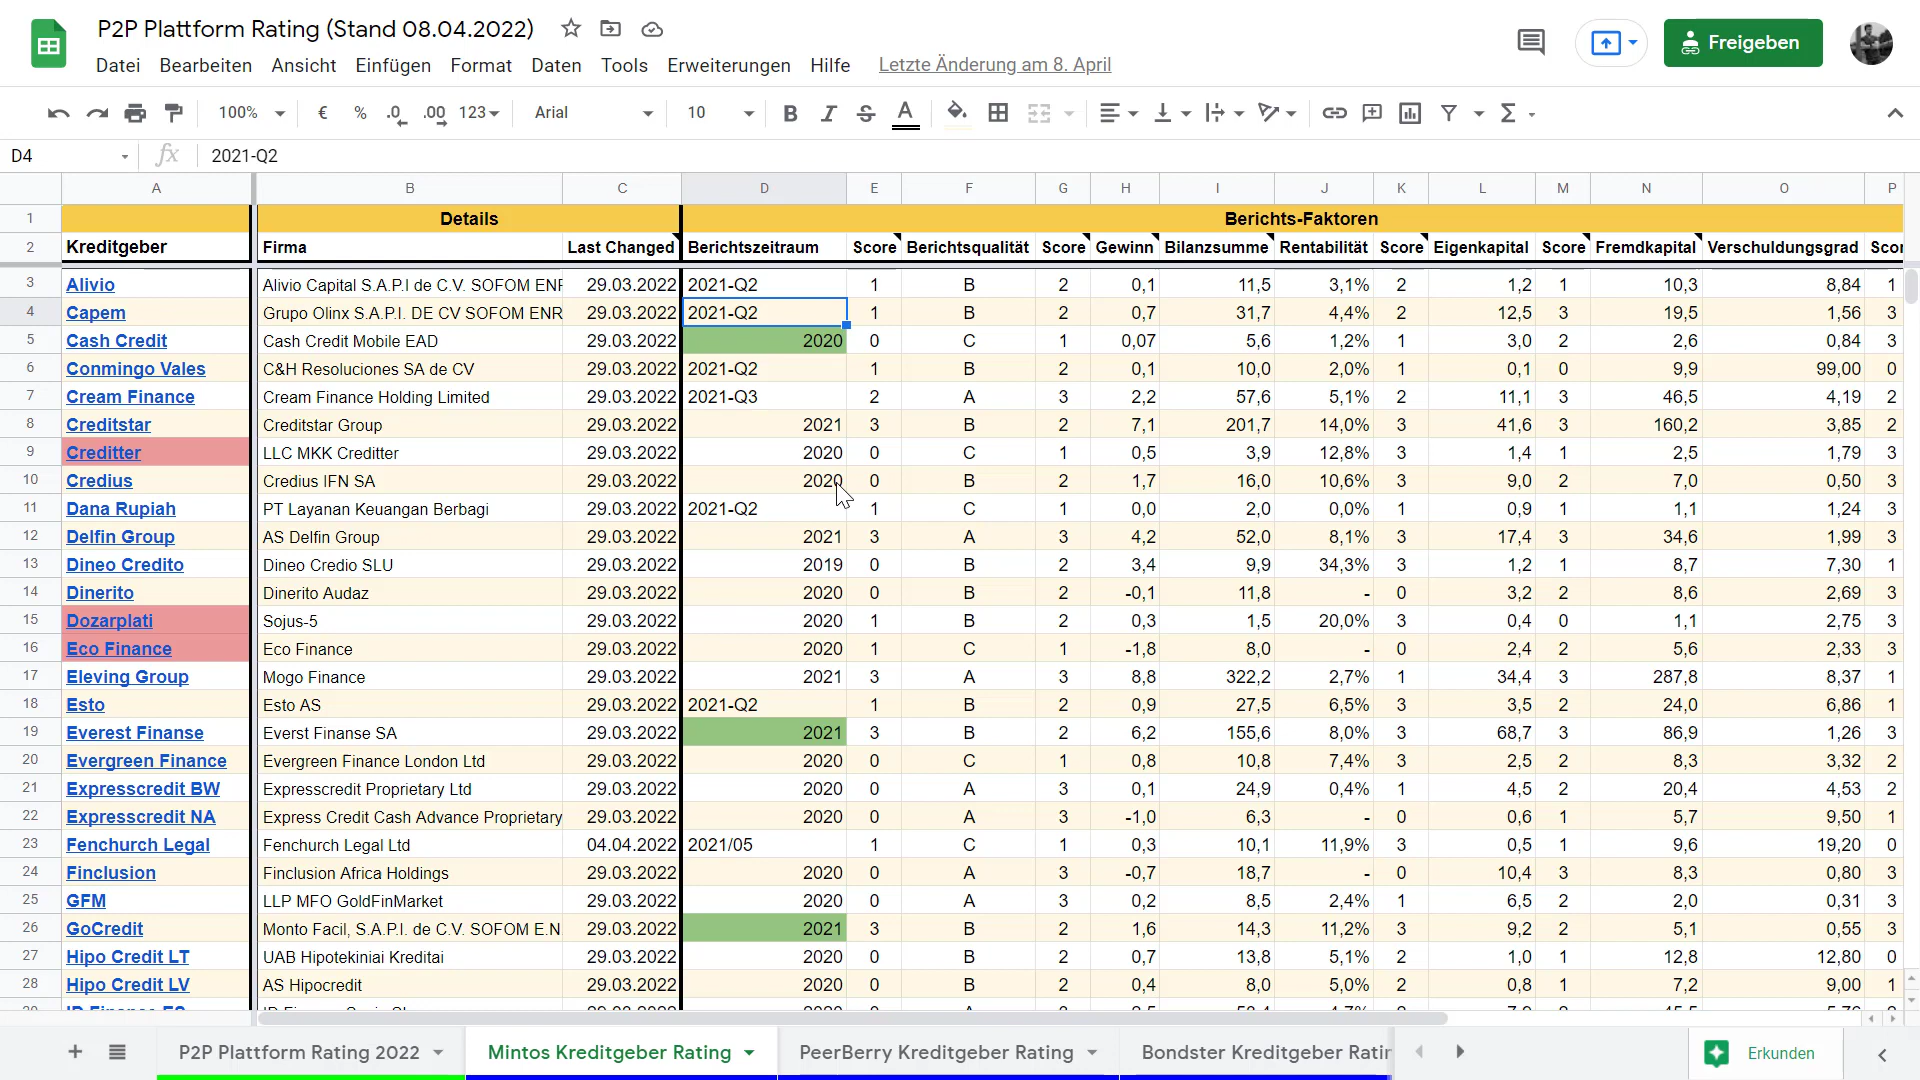 P2P Plattform Rating (Stand 08.04.2022)
Datei Bearbeiten Ansicht Einfügen Format Daten Tools Erweiterungen Hilfe Letzte Änderung am 8. April
Freigeben
100% € % .0 .00 123 Arial 10 B I S A
D4 fx 2021-Q2
A B C D E F G H I J K L M N O P
1 Details Berichts-Faktoren
2 Kreditgeber Firma Last Changed Berichtszeitraum Score Berichtsqualität Score Gewinn Bilanzsumme Rentabilität Score Eigenkapital Score Fremdkapital Verschuldungsgrad Scor
3 Alivio Alivio Capital S.A.P.I de C.V. SOFOM ENF 29.03.2022 2021-Q2 1 B 2 0,1 11,5 3,1% 2 1,2 1 10,3 8,84 1
4 Capem Grupo Olinx S.A.P.I. DE CV SOFOM ENR 29.03.2022 2021-Q2 1 B 2 0,7 31,7 4,4% 2 12,5 3 19,5 1,56 3
5 Cash Credit Cash Credit Mobile EAD 29.03.2022 2020 0 C 1 0,07 5,6 1,2% 1 3,0 2 2,6 0,84 3
6 Conmingo Vales C&H Resoluciones SA de CV 29.03.2022 2021-Q2 1 B 2 0,1 10,0 2,0% 1 0,1 0 9,9 99,00 0
7 Cream Finance Cream Finance Holding Limited 29.03.2022 2021-Q3 2 A 3 2,2 57,6 5,1% 2 11,1 3 46,5 4,19 2
8 Creditstar Creditstar Group 29.03.2022 2021 3 B 2 7,1 201,7 14,0% 3 41,6 3 160,2 3,85 2
9 Creditter LLC MKK Creditter 29.03.2022 2020 0 C 1 0,5 3,9 12,8% 3 1,4 1 2,5 1,79 3
10 Credius Credius IFN SA 29.03.2022 2020 0 B 2 1,7 16,0 10,6% 3 9,0 2 7,0 0,50 3
11 Dana Rupiah PT Layanan Keuangan Berbagi 29.03.2022 2021-Q2 1 C 1 0,0 2,0 0,0% 1 0,9 1 1,1 1,24 3
12 Delfin Group AS Delfin Group 29.03.2022 2021 3 A 3 4,2 52,0 8,1% 3 17,4 3 34,6 1,99 3
13 Dineo Credito Dineo Credio SLU 29.03.2022 2019 0 B 2 3,4 9,9 34,3% 3 1,2 1 8,7 7,30 1
14 Dinerito Dinerito Audaz 29.03.2022 2020 0 B 2 -0,1 11,8 - 0 3,2 2 8,6 2,69 3
15 Dozarplati Sojus-5 29.03.2022 2020 1 B 2 0,3 1,5 20,0% 3 0,4 0 1,1 2,75 3
16 Eco Finance Eco Finance 29.03.2022 2020 1 C 1 -1,8 8,0 - 0 2,4 2 5,6 2,33 3
17 Eleving Group Mogo Finance 29.03.2022 2021 3 A 3 8,8 322,2 2,7% 1 34,4 3 287,8 8,37 1
18 Esto Esto AS 29.03.2022 2021-Q2 1 B 2 0,9 27,5 6,5% 3 3,5 2 24,0 6,86 1
19 Everest Finanse Everst Finanse SA 29.03.2022 2021 3 B 2 6,2 155,6 8,0% 3 68,7 3 86,9 1,26 3
20 Evergreen Finance Evergreen Finance London Ltd 29.03.2022 2020 0 C 1 0,8 10,8 7,4% 3 2,5 2 8,3 3,32 2
21 Expresscredit BW Expresscredit Proprietary Ltd 29.03.2022 2020 0 A 3 0,1 24,9 0,4% 1 4,5 2 20,4 4,53 2
22 Expresscredit NA Express Credit Cash Advance Proprietary 29.03.2022 2020 0 A 3 -1,0 6,3 - 0 0,6 1 5,7 9,50 1
23 Fenchurch Legal Fenchurch Legal Ltd 04.04.2022 2021/05 1 C 1 0,3 10,1 11,9% 3 0,5 1 9,6 19,20 0
24 Finclusion Finclusion Africa Holdings 29.03.2022 2020 0 A 3 -0,7 18,7 - 0 10,4 3 8,3 0,80 3
25 GFM LLP MFO GoldFinMarket 29.03.2022 2020 0 A 3 0,2 8,5 2,4% 1 6,5 2 2,0 0,31 3
26 GoCredit Monto Facil, S.A.P.I. de C.V. SOFOM E.N. 29.03.2022 2021 3 B 2 1,6 14,3 11,2% 3 9,2 2 5,1 0,55 3
27 Hipo Credit LT UAB Hipotekiniai Kreditai 29.03.2022 2020 0 B 2 0,7 13,8 5,1% 2 1,0 1 12,8 12,80 0
28 Hipo Credit LV AS Hipocredit 29.03.2022 2020 0 B 2 0,4 8,0 5,0% 2 0,8 1 7,2 9,00 1
P2P Plattform Rating 2022 Mintos Kreditgeber Rating PeerBerry Kreditgeber Rating Bondster Kreditgeber Ratin Erkunden